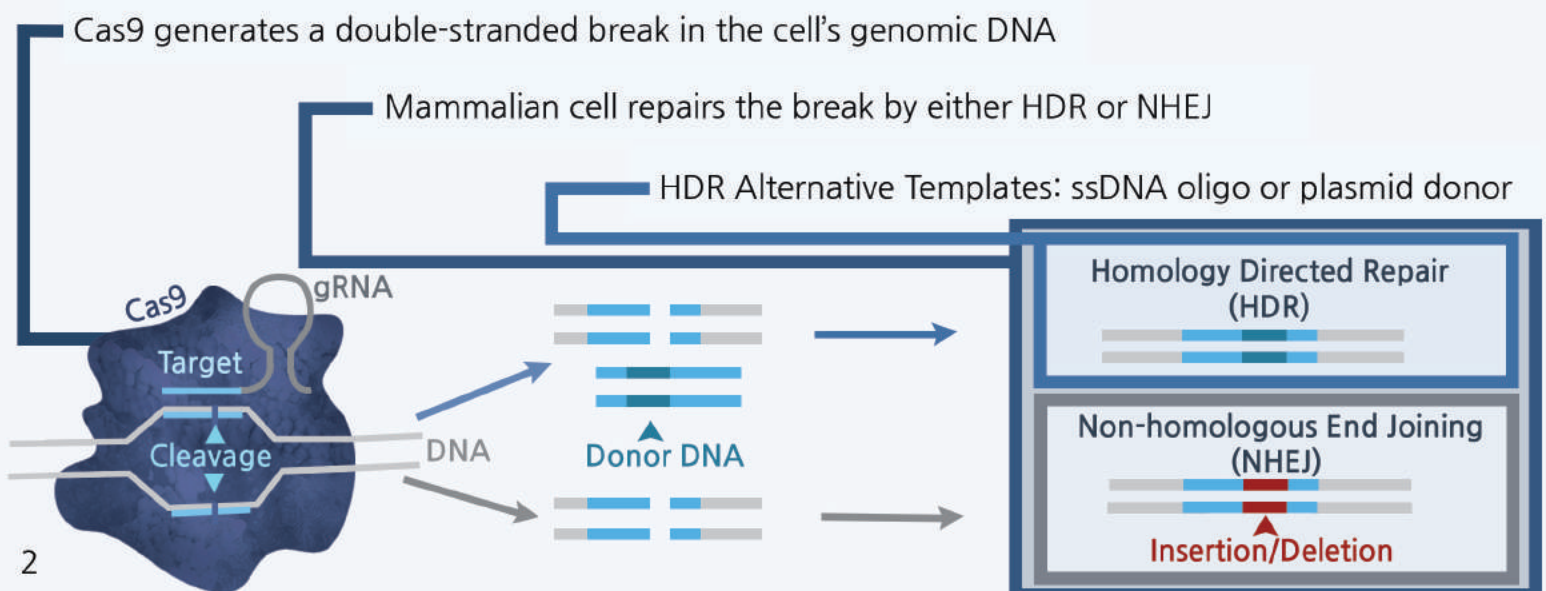 Cas9 generates a double-stranded break in the cell's genomic DNA
Mammalian cell repairs the break by either HDR or NHEJ
HDR Alternative Templates: ssDNA oligo or plasmid donor
Cas9
gRNA
Target
Cleavage
DNA
Donor DNA
Homology Directed Repair
(HDR)
Non-homologous End Joining
(NHEJ)
Insertion/Deletion
2